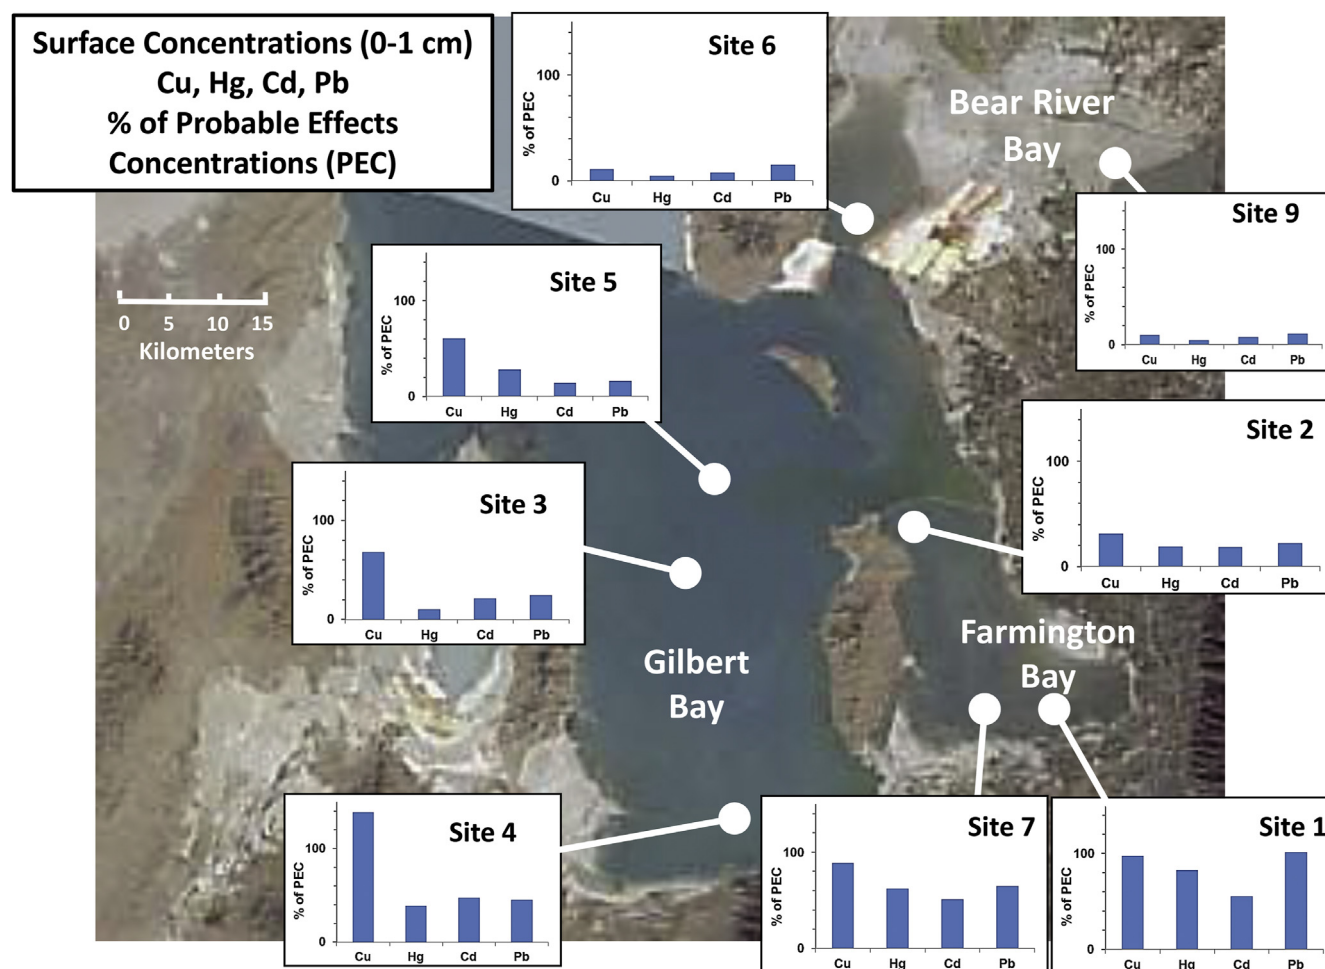 Surface Concentrations (0-1 cm)
Cu, Hg, Cd, Pb
% of Probable Effects
Concentrations (PEC)
Site 6
% of PEC
100
0
Cu Hg Cd Pb
Bear River
Bay
Site 9
% of PEC
100
0
Cu Hg Cd Pb
Site 5
% of PEC
100
0
Cu Hg Cd Pb
0 5 10 15
Kilometers
Site 2
% of PEC
100
0
Cu Hg Cd Pb
Site 3
% of PEC
100
0
Cu Hg Cd Pb
Gilbert
Bay
Farmington
Bay
Site 4
% of PEC
100
0
Cu Hg Cd Pb
Site 7
% of PEC
100
0
Cu Hg Cd Pb
Site 1
% of PEC
100
0
Cu Hg Cd Pb